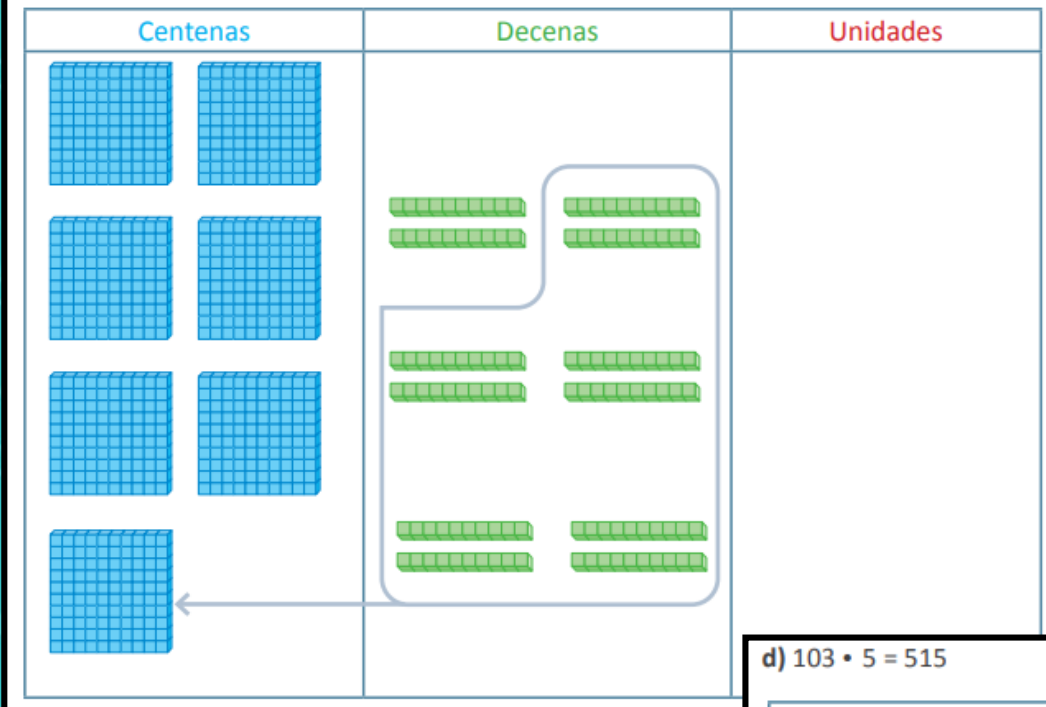 Centenas Decenas Unidades
d) 103 • 5 = 515